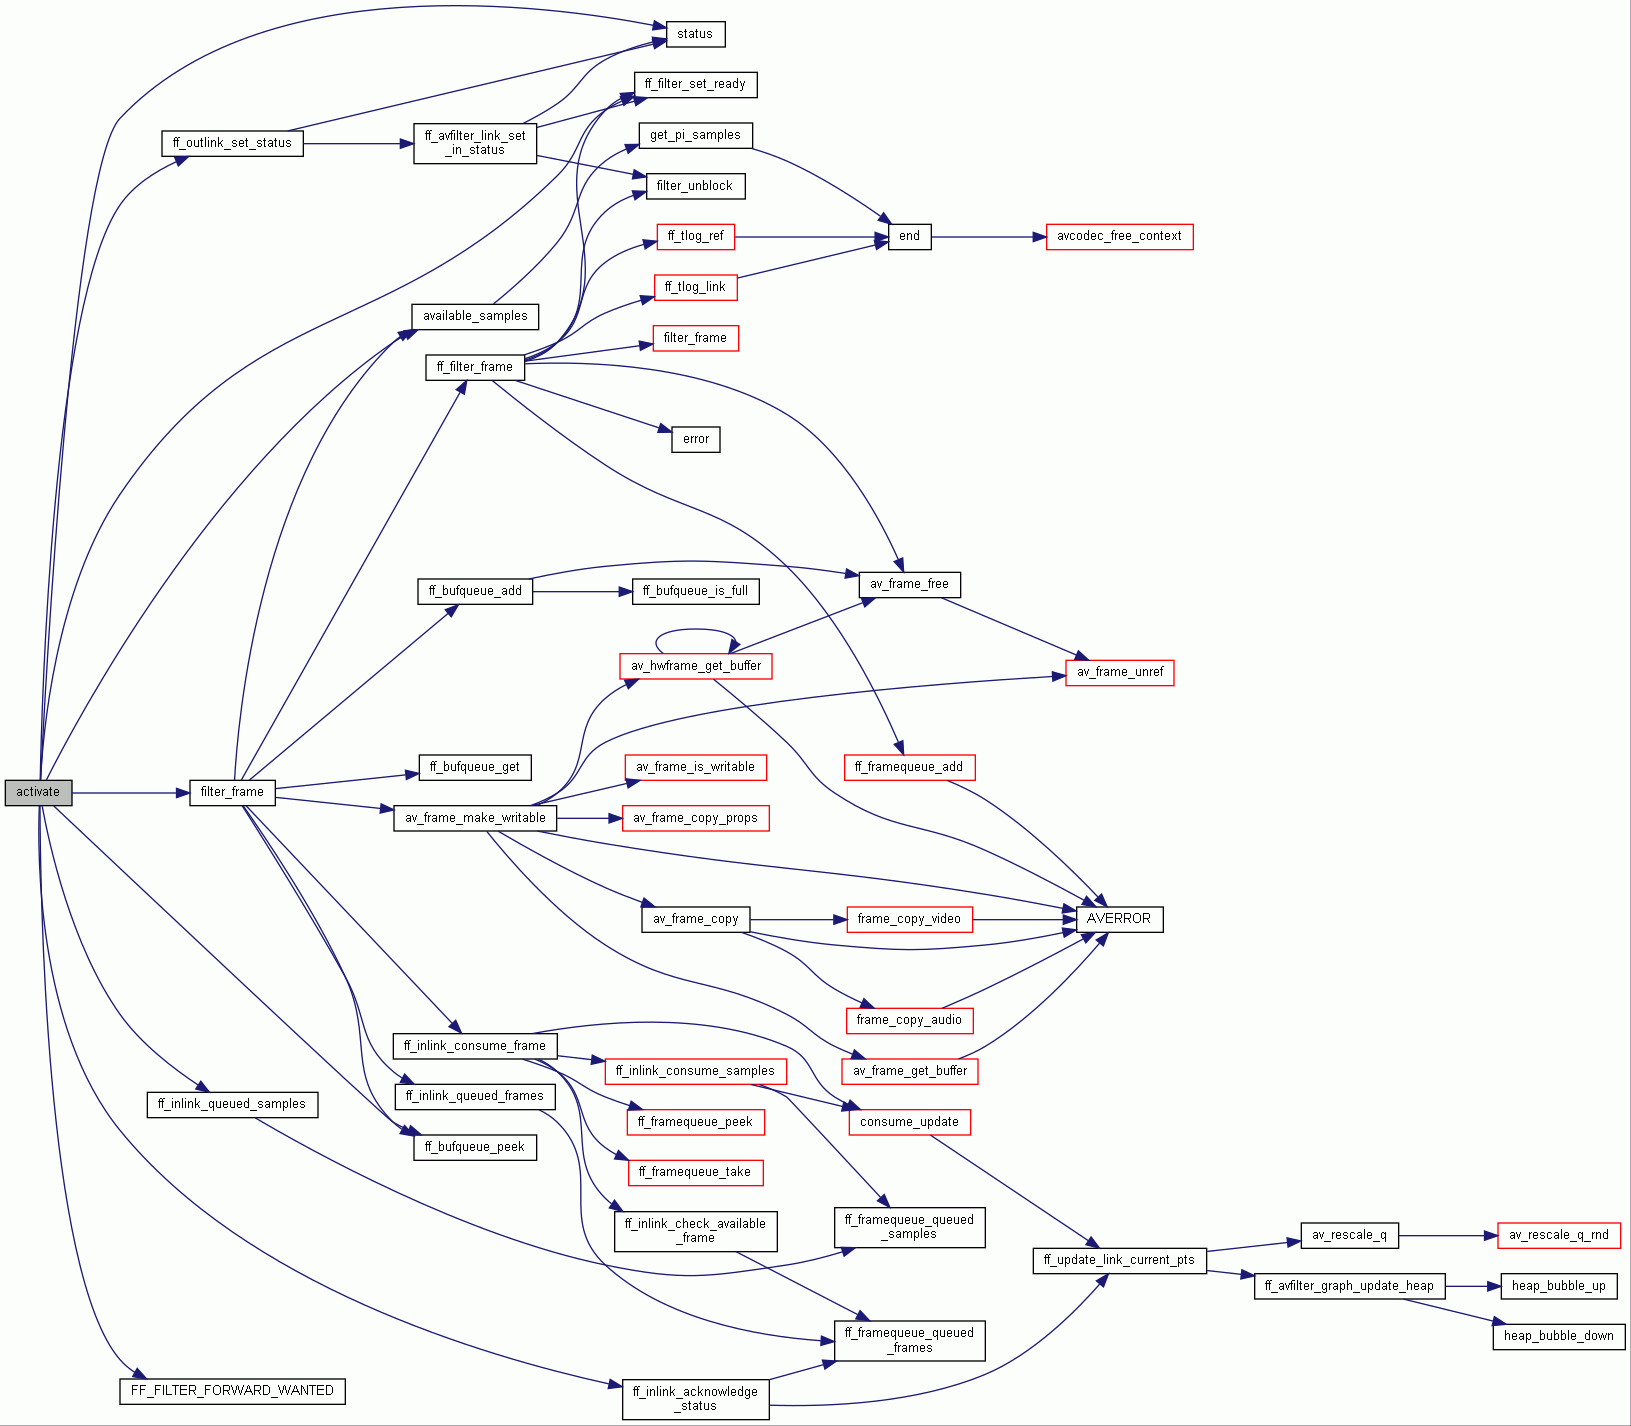 status
ff_filter_set_ready
ff_outlink_set_status
ff_avfilter_link_set
_in_status
get_pi_samples
filter_unblock
ff_tlog_ref
end
avcodec_free_context
ff_tlog_link
available_samples
filter_frame
ff_filter_frame
error
ff_bufqueue_add
ff_bufqueue_is_full
av_frame_free
av_hwframe_get_buffer
av_frame_unref
ff_bufqueue_get
av_frame_is_writable
ff_framequeue_add
activate
filter_frame
av_frame_make_writable
av_frame_copy_props
av_frame_copy
frame_copy_video
AVERROR
frame_copy_audio
ff_inlink_consume_frame
ff_inlink_consume_samples
av_frame_get_buffer
ff_inlink_queued_samples
ff_inlink_queued_frames
ff_framequeue_peek
consume_update
ff_bufqueue_peek
ff_framequeue_take
ff_inlink_check_available
_frame
ff_framequeue_queued
_samples
av_rescale_q
av_rescale_q_rnd
ff_update_link_current_pts
ff_avfilter_graph_update_heap
heap_bubble_up
ff_framequeue_queued
_frames
heap_bubble_down
FF_FILTER_FORWARD_WANTED
ff_inlink_acknowledge
_status